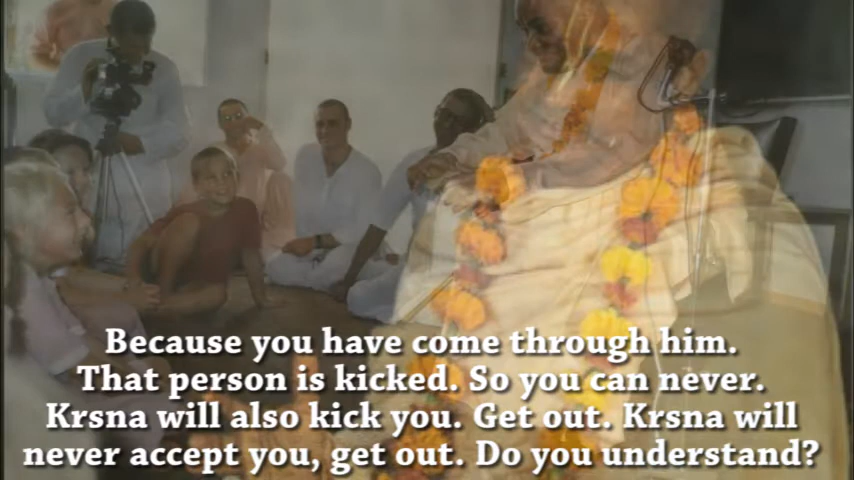 Because you have come through him.
That person is kicked. So you can never.
Krsna will also kick you. Get out. Krsna will
never accept you, get out. Do you understand?